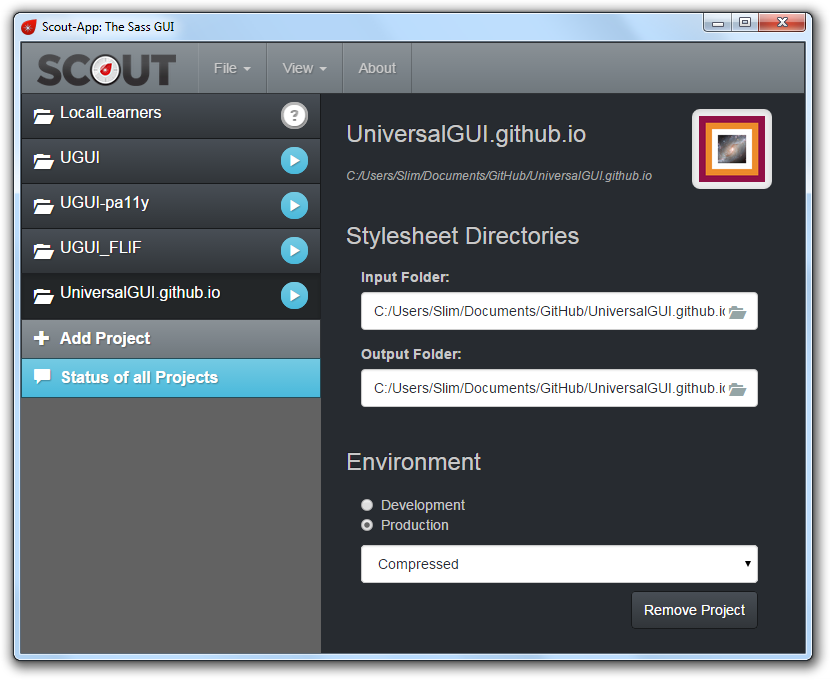 Scout-App: The Sass GUI
SCOUT
File
View
About
LocalLearners
?
UGUI
UGUI-pa11y
UGUI_FLIF
UniversalGUI.github.io
Add Project
Status of all Projects
UniversalGUI.github.io
C:/Users/Slim/Documents/GitHub/UniversalGUI.github.io
Stylesheet Directories
Input Folder:
C:/Users/Slim/Documents/GitHub/UniversalGUI.github.io
Output Folder:
C:/Users/Slim/Documents/GitHub/UniversalGUI.github.io
Environment
Development
Production
Compressed
Remove Project